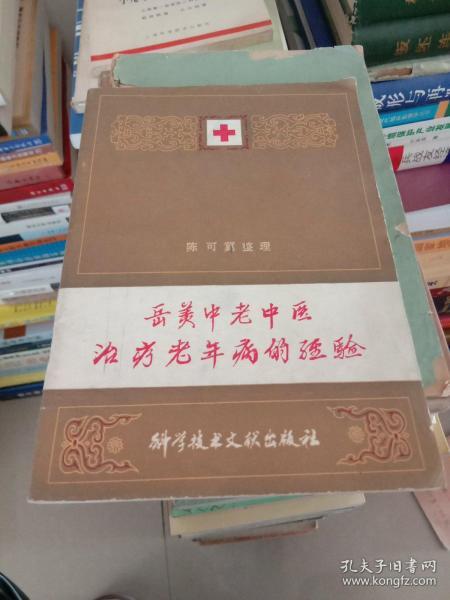 陈可冀整理
岳美中老中医
治疗老年病的经验
科学技术文献出版社
孔夫子旧书网
www.kongfz.com